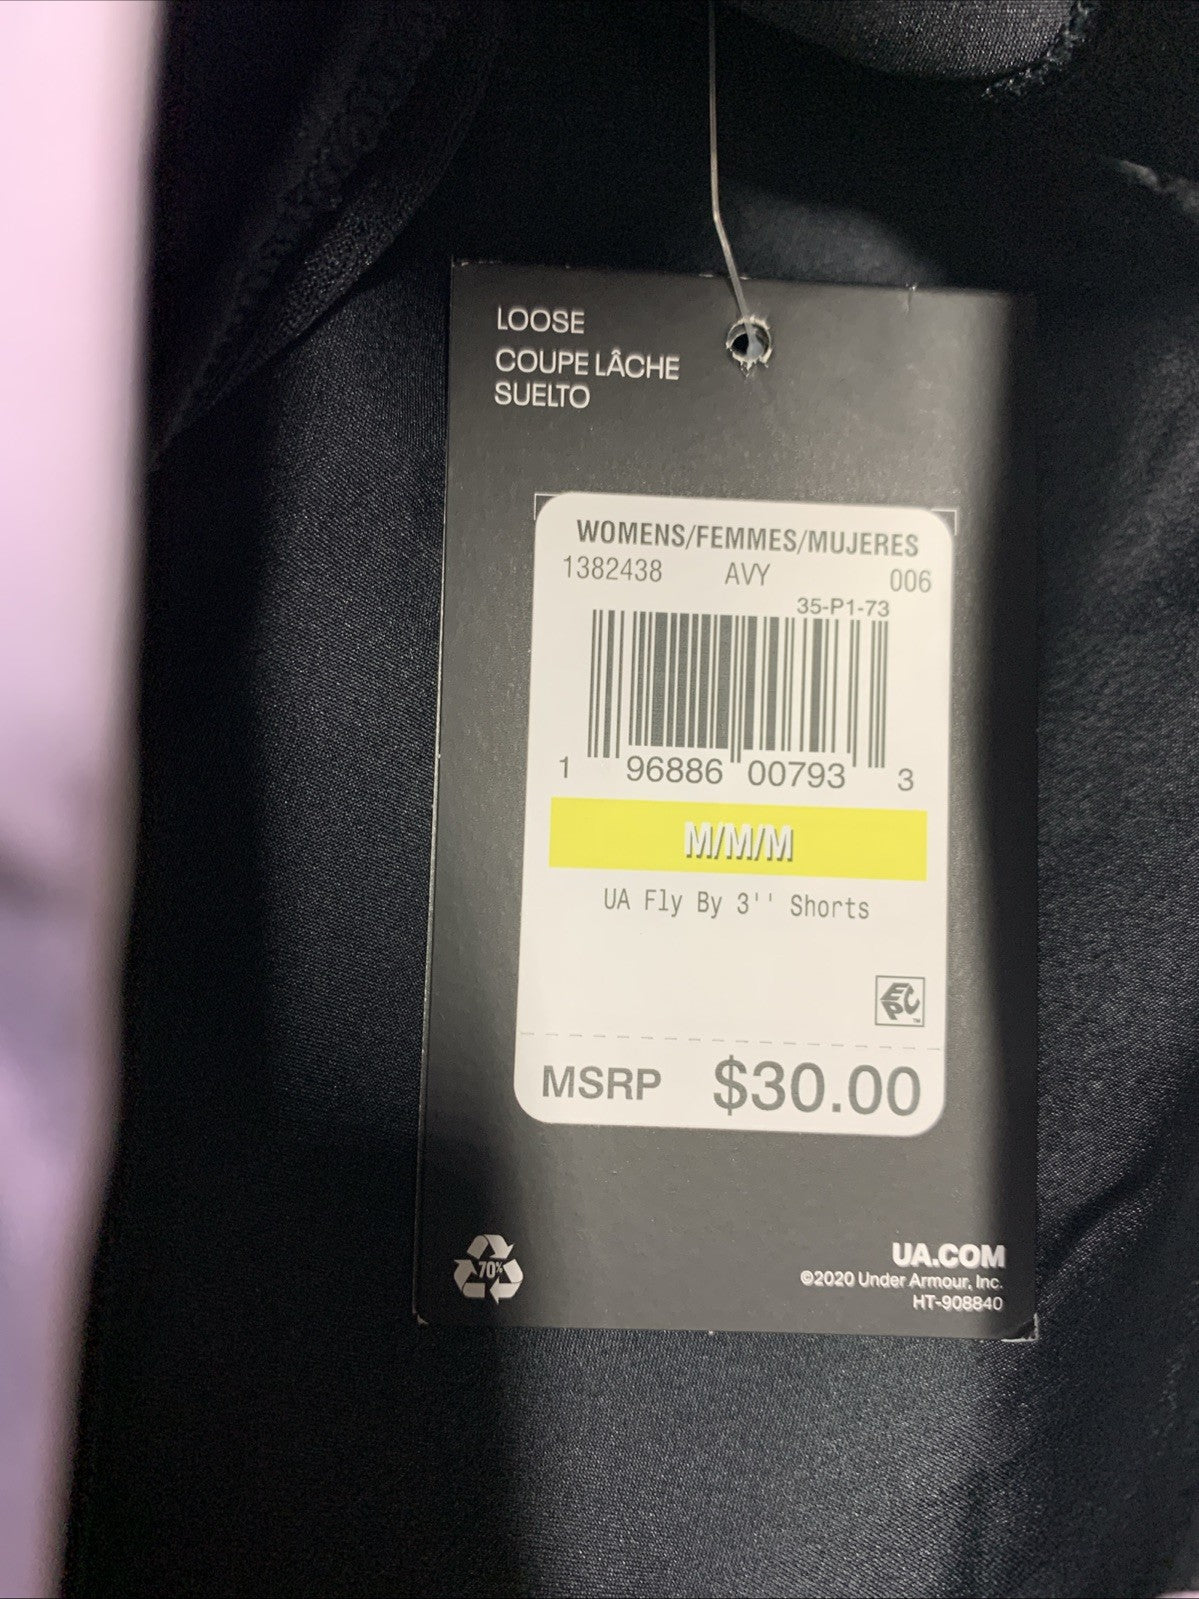 LOOSE
COUPE LÂCHE
SUELTO
WOMENS/FEMMES/MUJERES
1382438 AVY 006
35-P1-73
1 96886 00793 3
M/M/M
UA Fly By 3'' Shorts
EPC™
MSRP $30.00
70%
UA.COM
©2020 Under Armour, Inc.
HT-908840